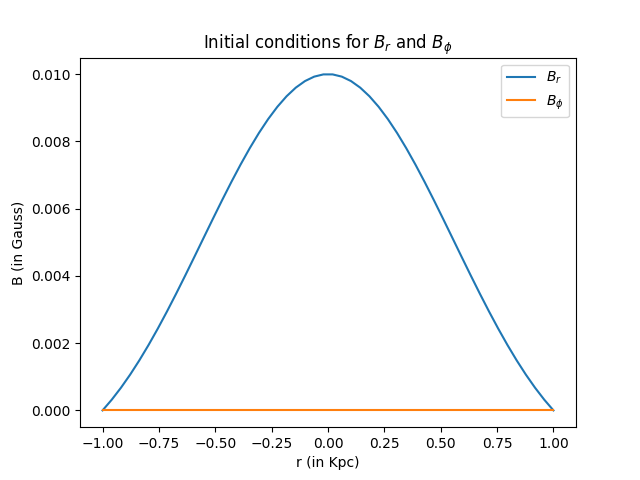 Initial conditions for $B_r$ and $B_\phi$
B (in Gauss)
0.010
0.008
0.006
0.004
0.002
0.000
−1.00 −0.75 −0.50 −0.25 0.00 0.25 0.50 0.75 1.00
r (in Kpc)
$B_r$
$B_\phi$